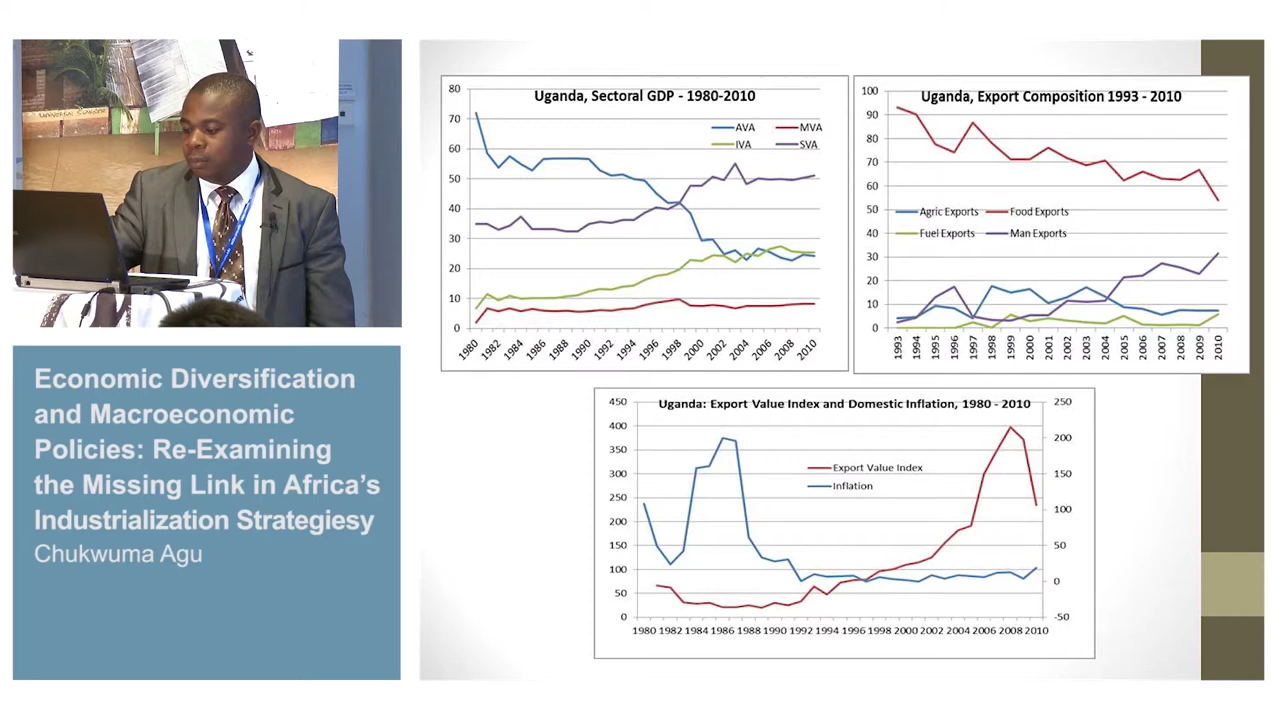 Economic Diversification
and Macroeconomic
Policies: Re-Examining
the Missing Link in Africa's
Industrialization Strategiesy
Chukwuma Agu
Uganda, Sectoral GDP - 1980-2010
AVA MVA
IVA SVA
80
70
60
50
40
30
20
10
0
1980 1982 1984 1986 1988 1990 1992 1994 1996 1998 2000 2002 2004 2006 2008 2010
Uganda, Export Composition 1993 - 2010
100
90
80
70
60
50
40
30
20
10
0
Agric Exports Food Exports
Fuel Exports Man Exports
1993 1994 1995 1996 1997 1998 1999 2000 2001 2002 2003 2004 2005 2006 2007 2008 2009 2010
Uganda: Export Value Index and Domestic Inflation, 1980 - 2010
450
400
350
300
250
200
150
100
50
0
Export Value Index
Inflation
250
200
150
100
50
0
-50
1980 1982 1984 1986 1988 1990 1992 1994 1996 1998 2000 2002 2004 2006 2008 2010